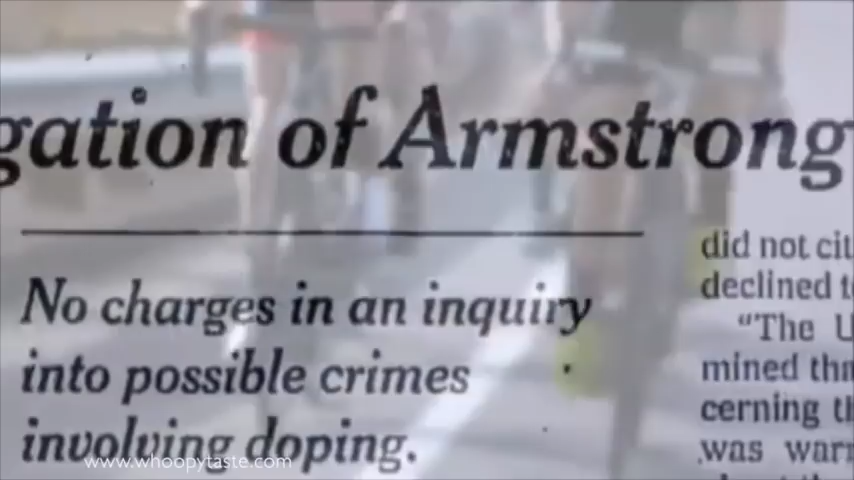 gation of Armstrong
No charges in an inquiry
into possible crimes
involving doping.
did not cit
declined t
"The U
mined tha
cerning th
was warr
www.whoopytaste.com